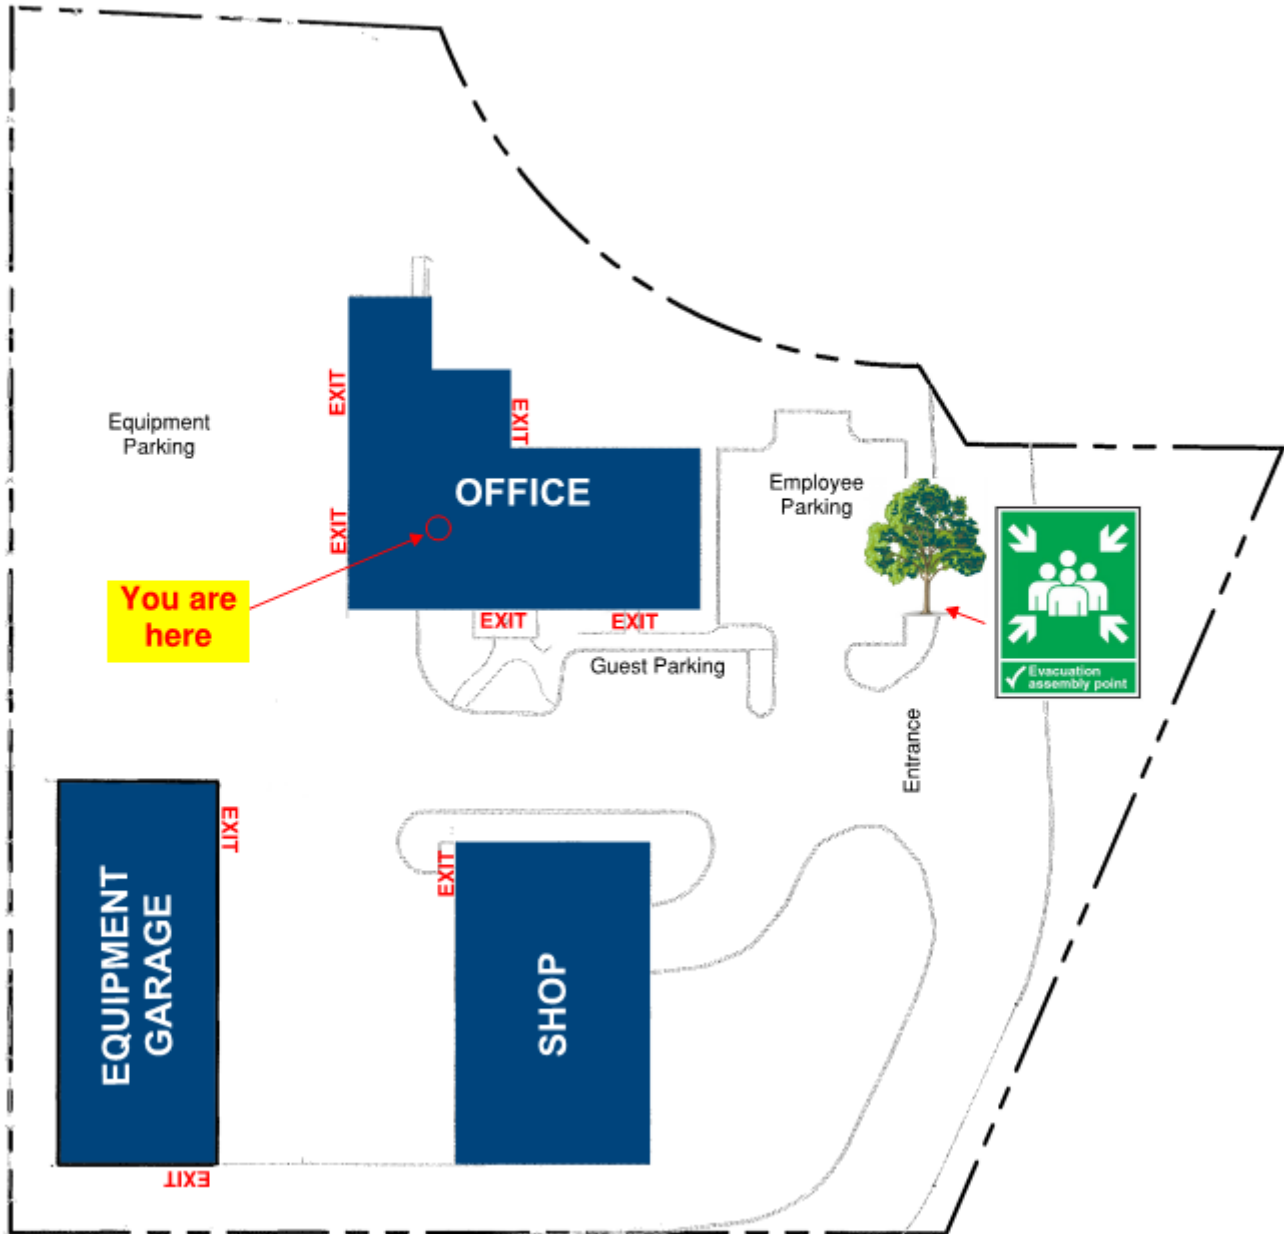 EXIT
EXIT
Equipment
Parking
OFFICE
Employee
Parking
EXIT
You are
here
EXIT
EXIT
Guest Parking
Evacuation
assembly point
Entrance
EXIT
EXIT
EQUIPMENT
GARAGE
SHOP
EXIT